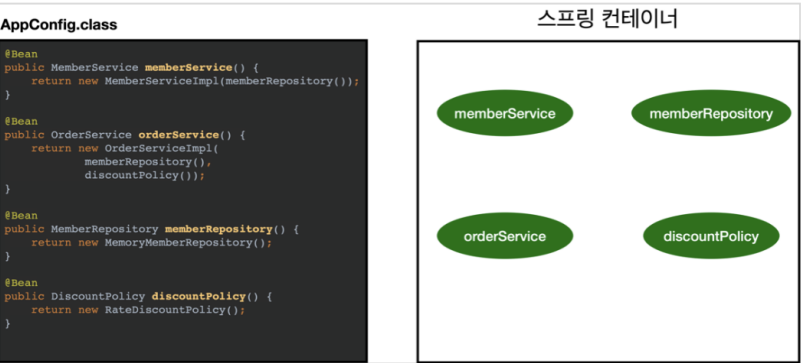 AppConfig.class
@Bean
public MemberService memberService() {
return new MemberServiceImpl(memberRepository());
}
@Bean
public OrderService orderService() {
return new OrderServiceImpl(
memberRepository(),
discountPolicy());
}
@Bean
public MemberRepository memberRepository() {
return new MemoryMemberRepository();
}
@Bean
public DiscountPolicy discountPolicy() {
return new RateDiscountPolicy();
}
스프링 컨테이너
memberService
memberRepository
orderService
discountPolicy